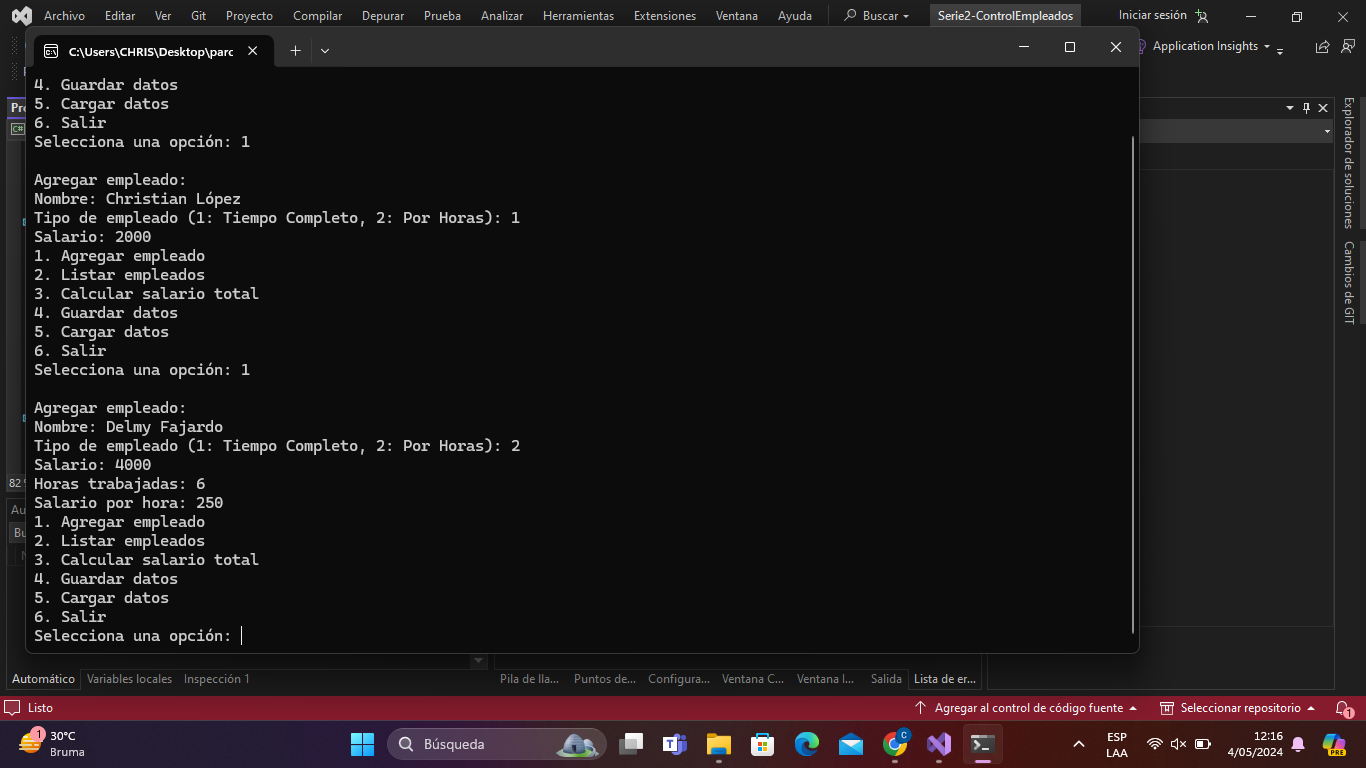 Archivo Editar Ver Git Proyecto Compilar Depurar Prueba Analizar Herramientas Extensiones Ventana Ayuda Buscar Serie2-ControlEmpleados Iniciar sesión
C:\Users\CHRIS\Desktop\parc
Application Insights
4. Guardar datos
5. Cargar datos
6. Salir
Selecciona una opción: 1
Agregar empleado:
Nombre: Christian López
Tipo de empleado (1: Tiempo Completo, 2: Por Horas): 1
Salario: 2000
1. Agregar empleado
2. Listar empleados
3. Calcular salario total
4. Guardar datos
5. Cargar datos
6. Salir
Selecciona una opción: 1
Agregar empleado:
Nombre: Delmy Fajardo
Tipo de empleado (1: Tiempo Completo, 2: Por Horas): 2
Salario: 4000
Horas trabajadas: 6
Salario por hora: 250
1. Agregar empleado
2. Listar empleados
3. Calcular salario total
4. Guardar datos
5. Cargar datos
6. Salir
Selecciona una opción:
Pro
C#
82 %
Au
Bu
Explorador de soluciones
Cambios de GIT
Automático Variables locales Inspección 1 Pila de lla... Puntos de... Configura... Ventana C... Ventana I... Salida Lista de er...
Listo Agregar al control de código fuente Seleccionar repositorio 1
1 30°C
Bruma
Búsqueda
C
ESP
LAA
12:16
4/05/2024
PRE